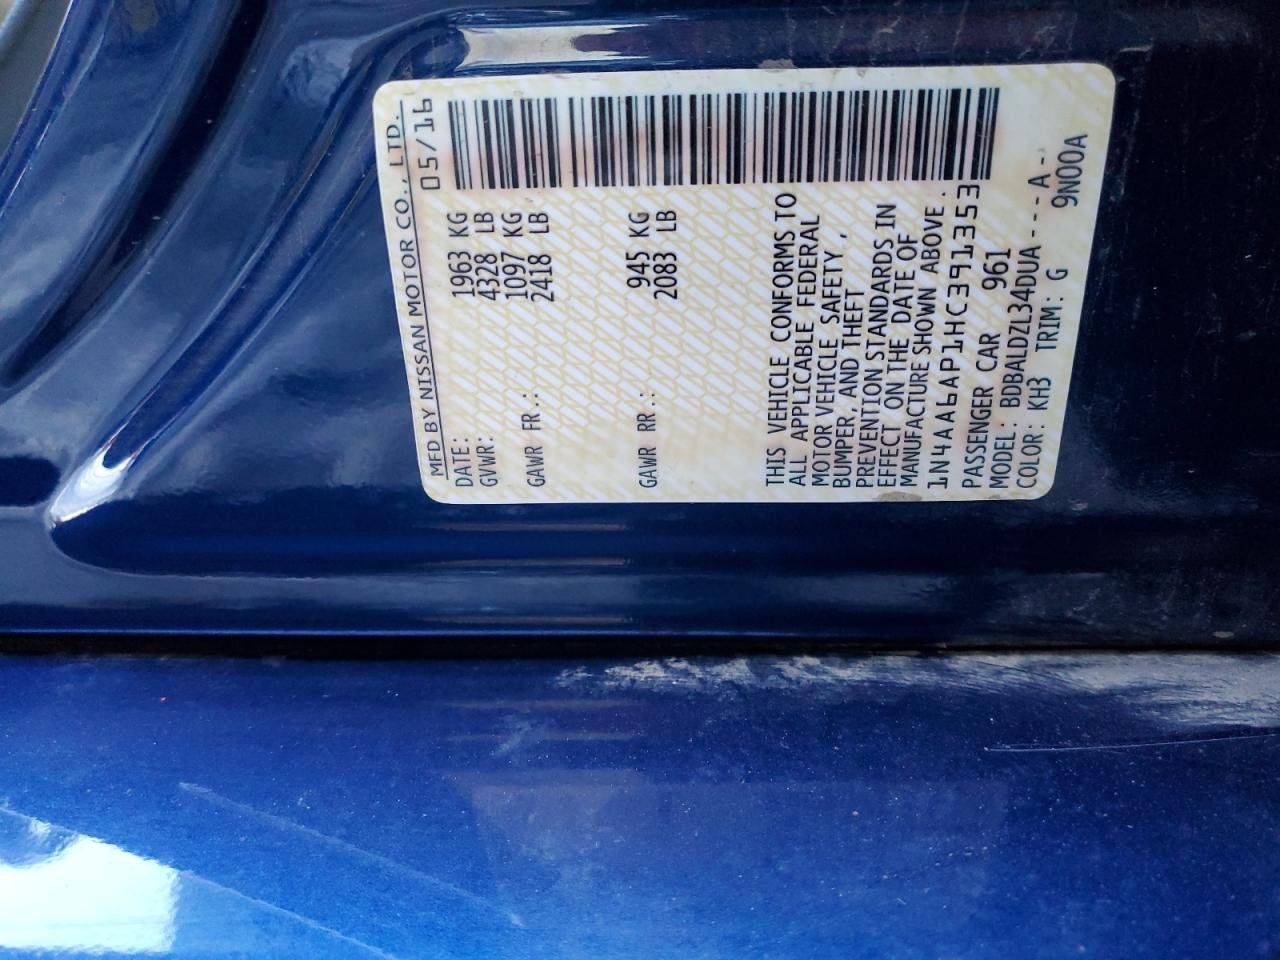 MFD BY NISSAN MOTOR CO., LTD.
DATE: 05/16
GVWR: 1963 KG
4328 LB
GAWR FR.: 1097 KG
2418 LB
GAWR RR.: 945 KG
2083 LB
THIS VEHICLE CONFORMS TO
ALL APPLICABLE FEDERAL
MOTOR VEHICLE SAFETY,
BUMPER, AND THEFT
PREVENTION STANDARDS IN
EFFECT ON THE DATE OF
MANUFACTURE SHOWN ABOVE.
1N4AA6AP1HC391353
PASSENGER CAR 961
MODEL: BDBALDZL34DUA----A-
COLOR: KH3 TRIM: G 9N00A